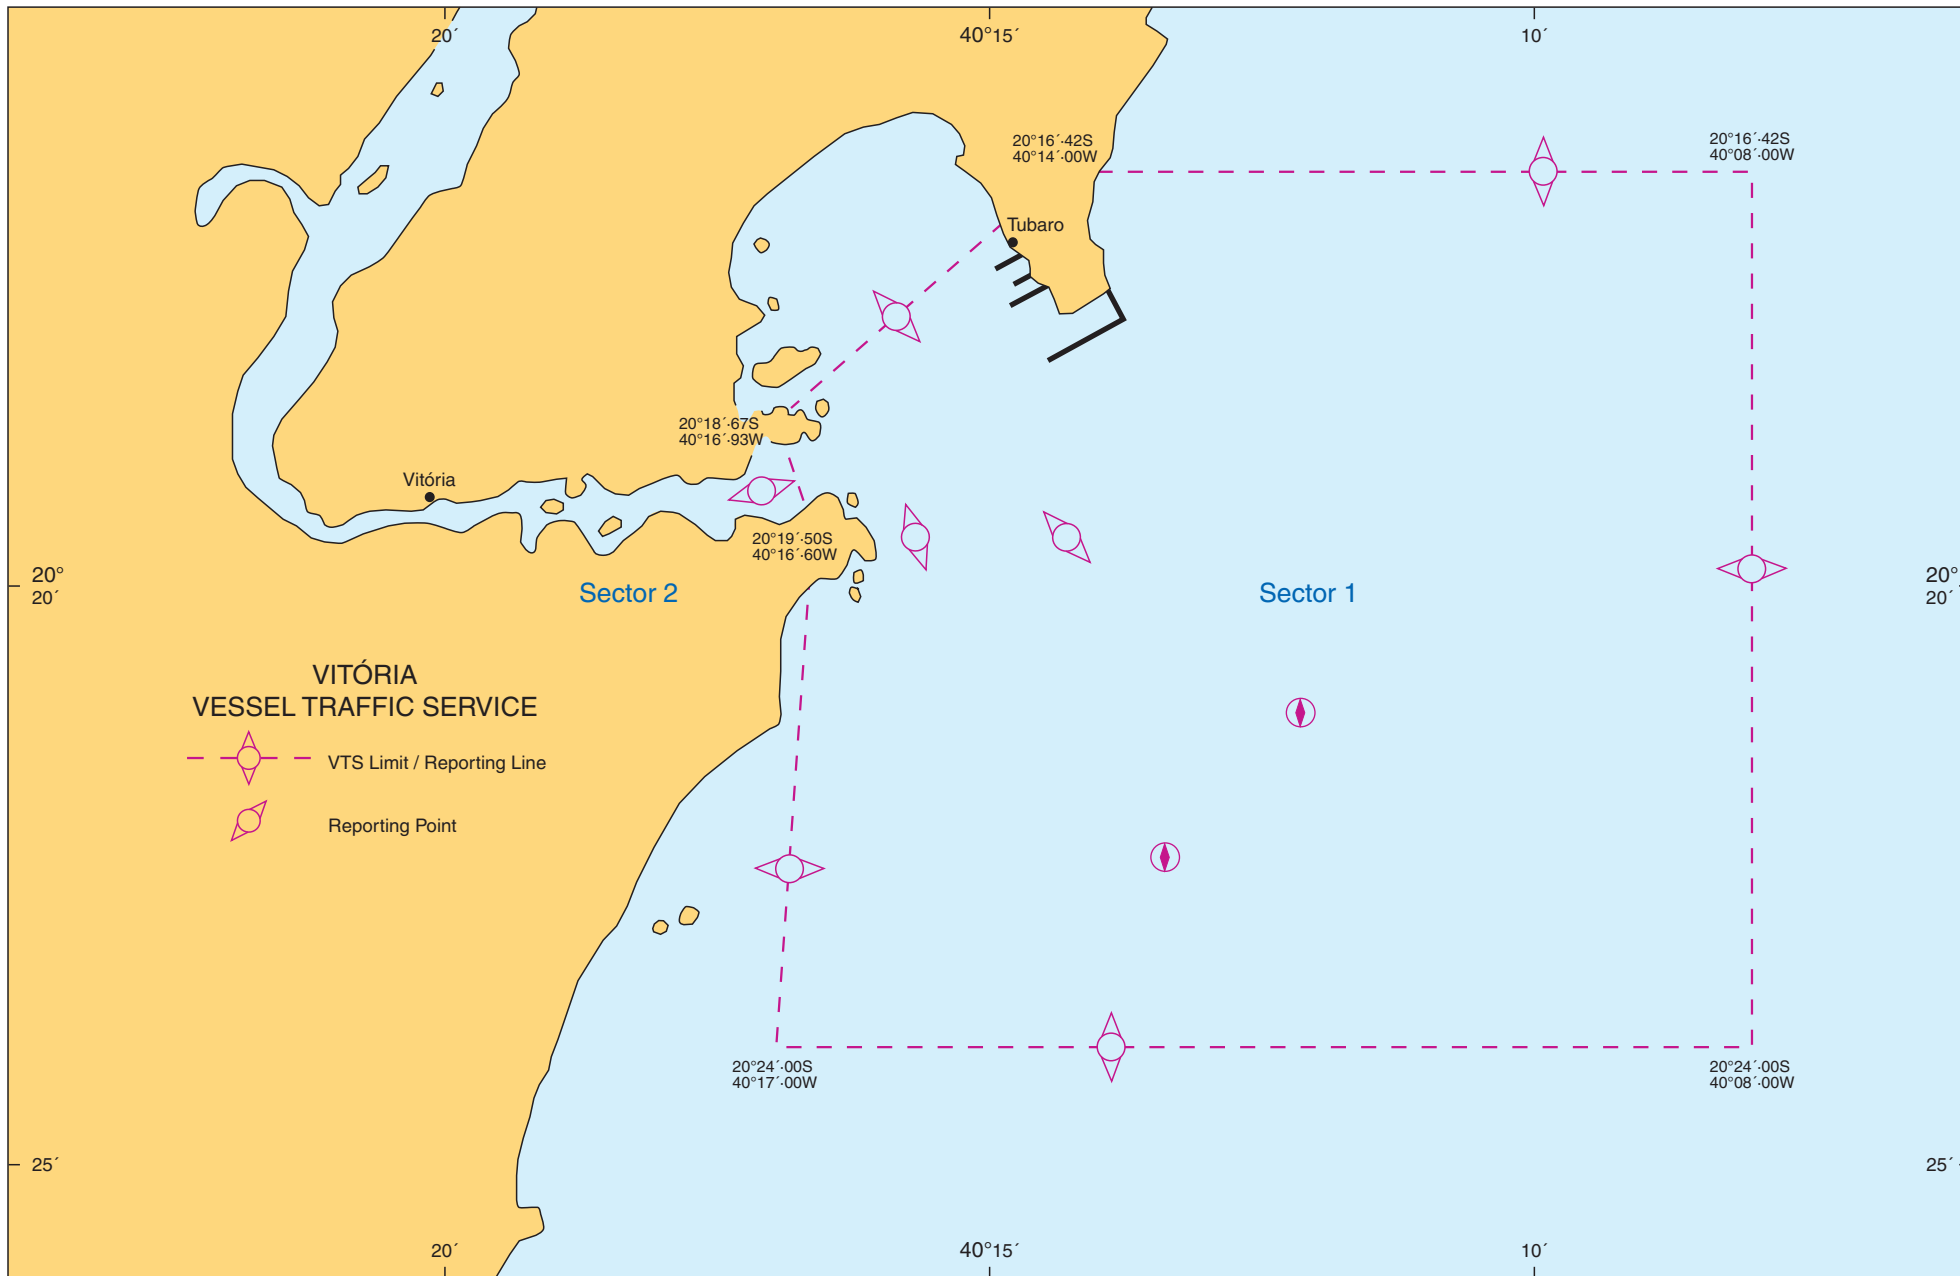 20´
40°15´
10´
20°16´·42S
40°14´·00W
20°16´·42S
40°08´·00W
Tubaro
20°18´·67S
40°16´·93W
Vitória
20°19´·50S
40°16´·60W
20°
20´
Sector 2
Sector 1
20°
20´
VITÓRIA
VESSEL TRAFFIC SERVICE
VTS Limit / Reporting Line
Reporting Point
20°24´·00S
40°17´·00W
20°24´·00S
40°08´·00W
25´
25´
20´
40°15´
10´